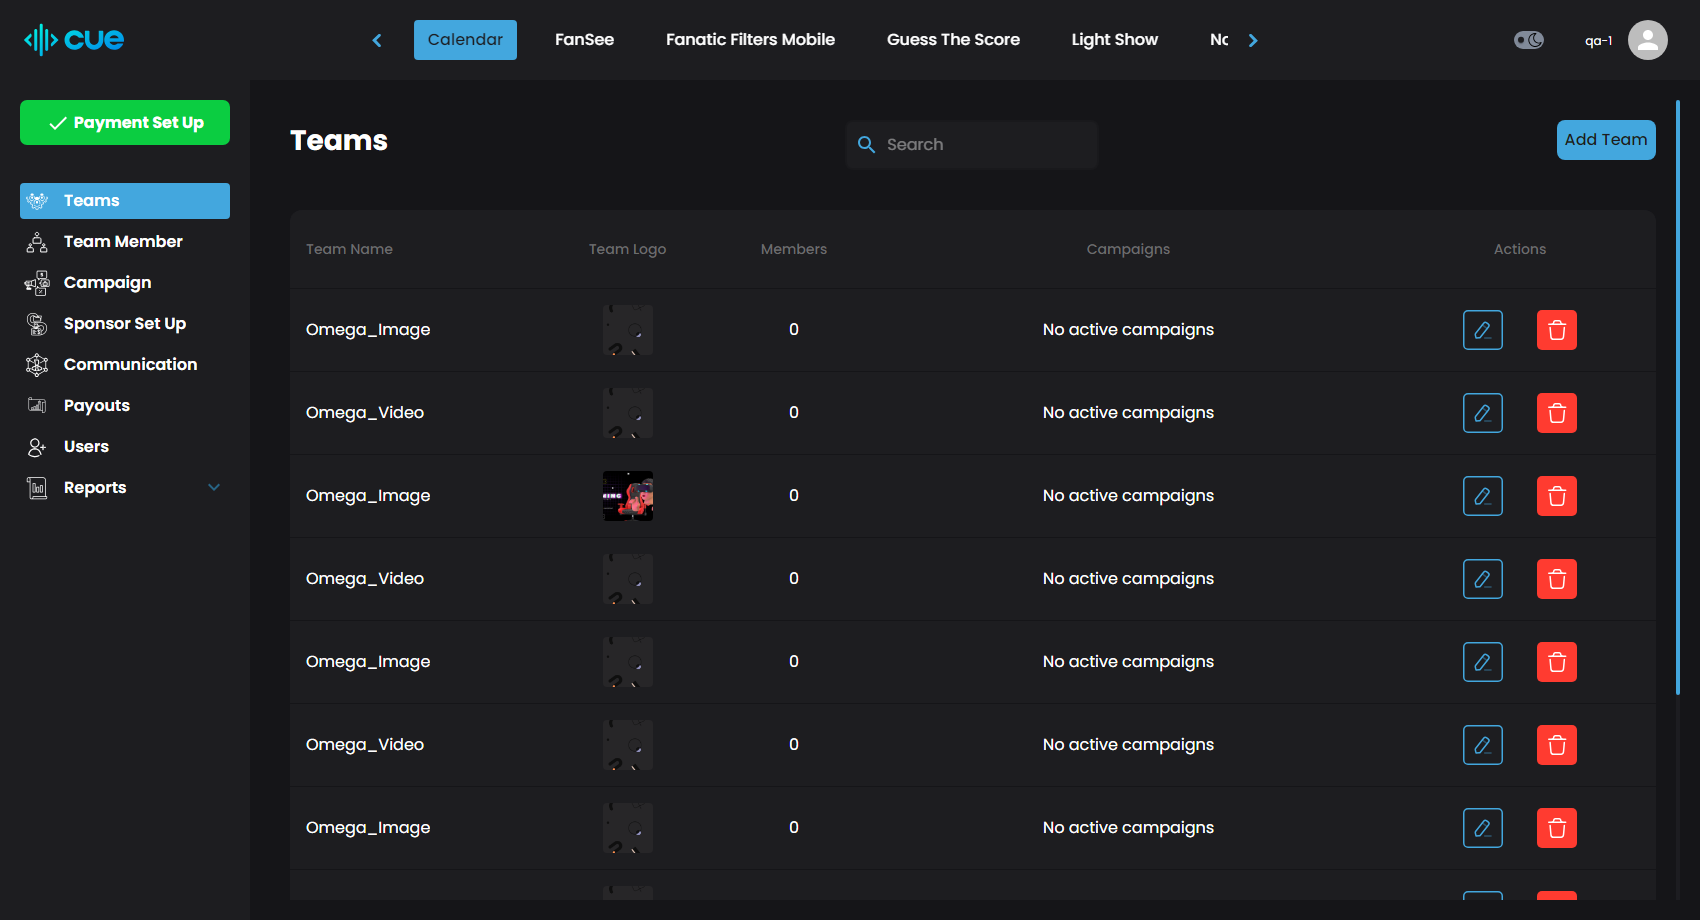 cue
Calendar
FanSee
Fanatic Filters Mobile
Guess The Score
Light Show
qa-1
Payment Set Up
Teams
Team Member
Campaign
Sponsor Set Up
Communication
Payouts
Users
Reports
Teams
Search
Add Team
Team Name Team Logo Members Campaigns Actions
Omega_Image 0 No active campaigns
Omega_Video 0 No active campaigns
Omega_Image 0 No active campaigns
Omega_Video 0 No active campaigns
Omega_Image 0 No active campaigns
Omega_Video 0 No active campaigns
Omega_Image 0 No active campaigns